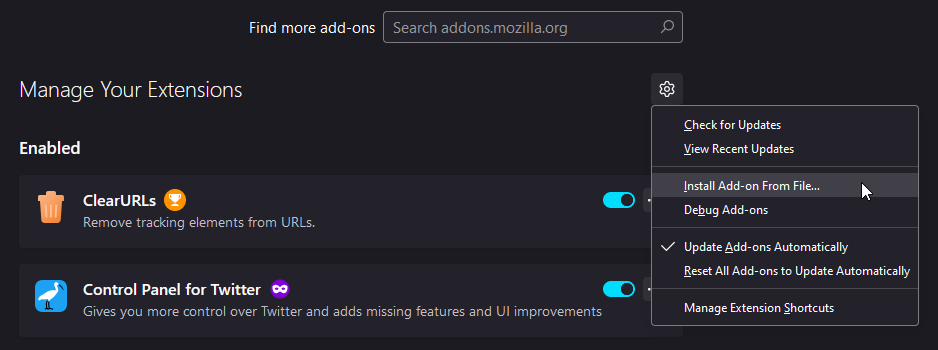 Find more add-ons
Search addons.mozilla.org
Manage Your Extensions
Check for Updates
View Recent Updates
Install Add-on From File...
Debug Add-ons
Update Add-ons Automatically
Reset All Add-ons to Update Automatically
Manage Extension Shortcuts
Enabled
ClearURLs
Remove tracking elements from URLs.
Control Panel for Twitter
Gives you more control over Twitter and adds missing features and UI improvements